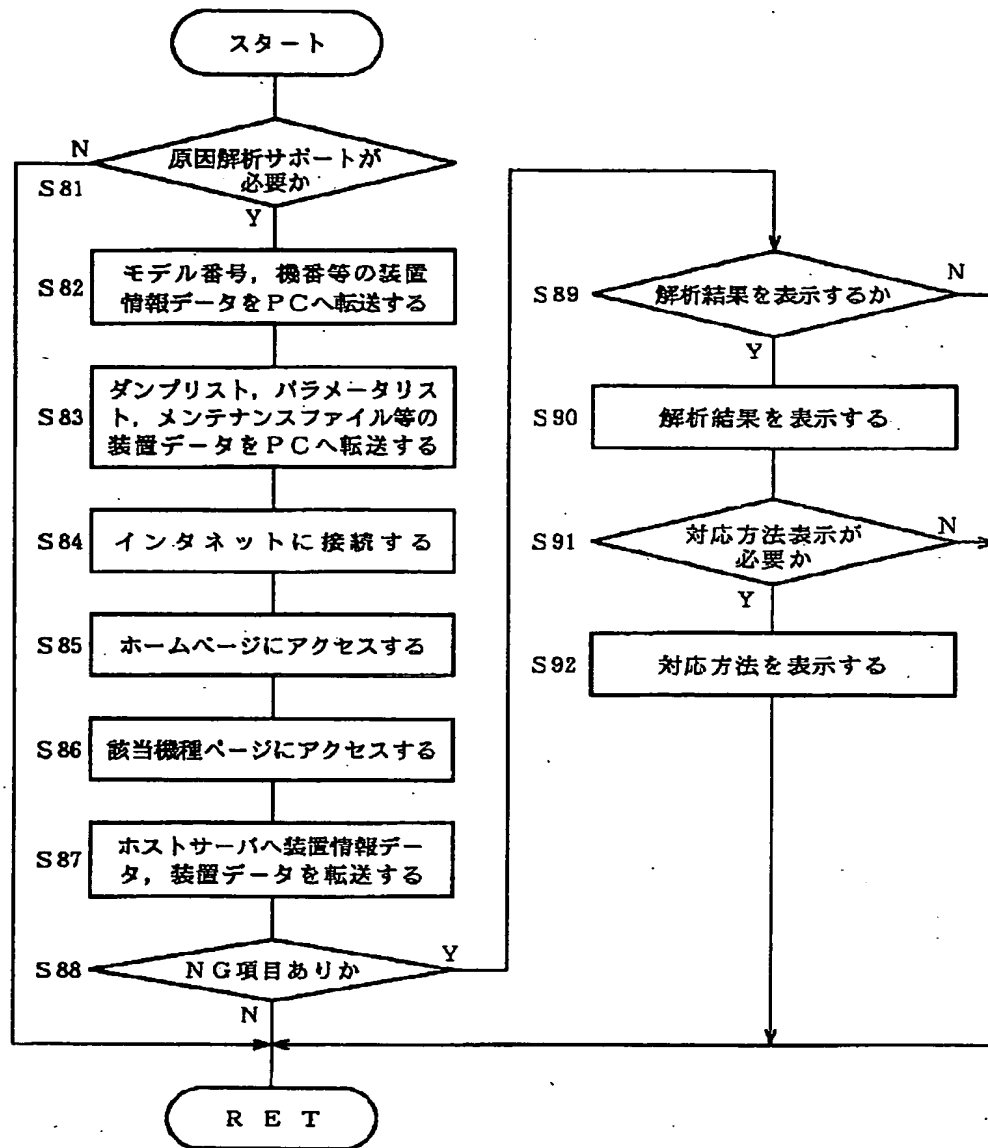 スタート
N
S81
原因解析サポートが
必要か
Y
S82
モデル番号，機番等の装置
情報データをPCへ転送する
S83
ダンプリスト，パラメータリス
ト，メンテナンスファイル等の
装置データをPCへ転送する
S84
インタネットに接続する
S85
ホームページにアクセスする
S86
該当機種ページにアクセスする
S87
ホストサーバへ装置情報デー
タ，装置データを転送する
S88
NG項目ありか
Y
N
RET
S89
解析結果を表示するか
N
Y
S90
解析結果を表示する
S91
対応方法表示が
必要か
N
Y
S92
対応方法を表示する